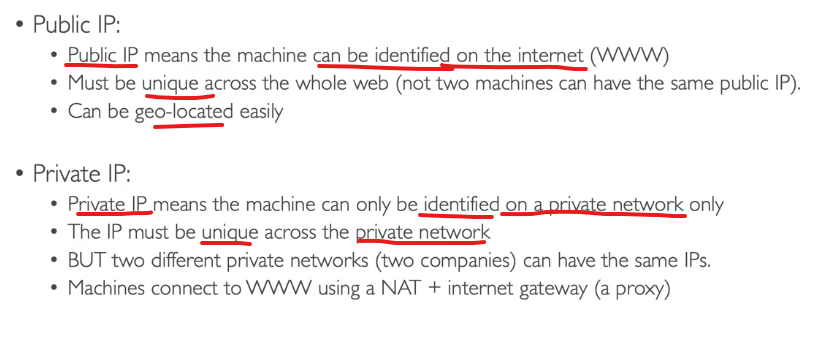 • Public IP:
• Public IP means the machine can be identified on the internet (WWW)
• Must be unique across the whole web (not two machines can have the same public IP).
• Can be geo-located easily
• Private IP:
• Private IP means the machine can only be identified on a private network only
• The IP must be unique across the private network
• BUT two different private networks (two companies) can have the same IPs.
• Machines connect to WWW using a NAT + internet gateway (a proxy)